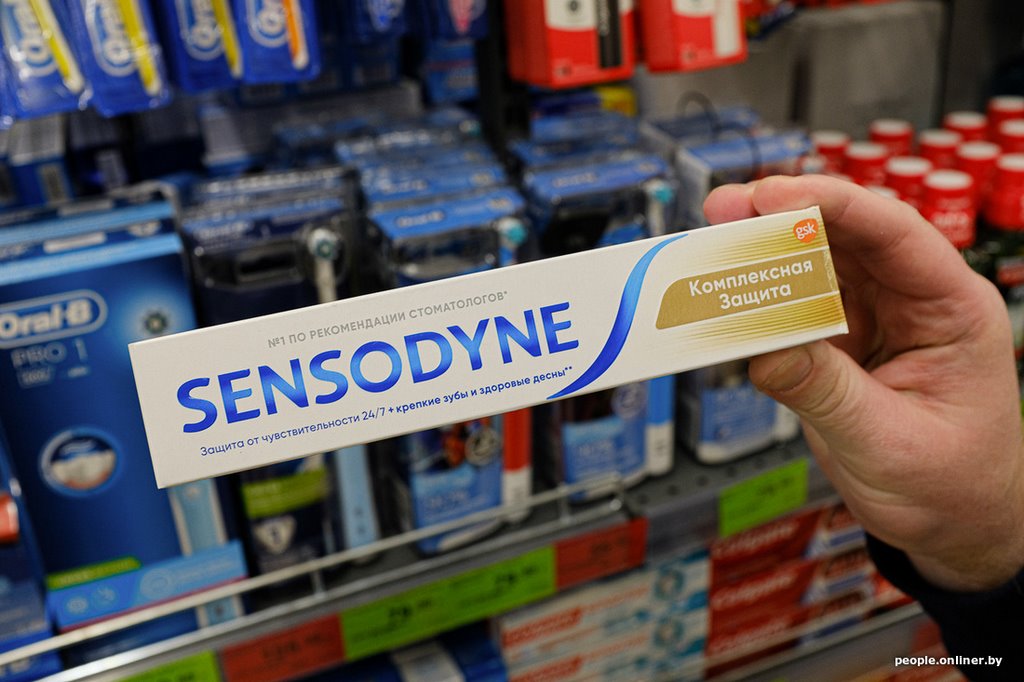 Oral-B
PRO 1
№1 ПО РЕКОМЕНДАЦИИ СТОМАТОЛОГОВ*
SENSODYNE
Защита от чувствительности 24/7 + крепкие зубы и здоровые десны**
gsk
Комплексная
Защита
Colgate
people.onliner.by